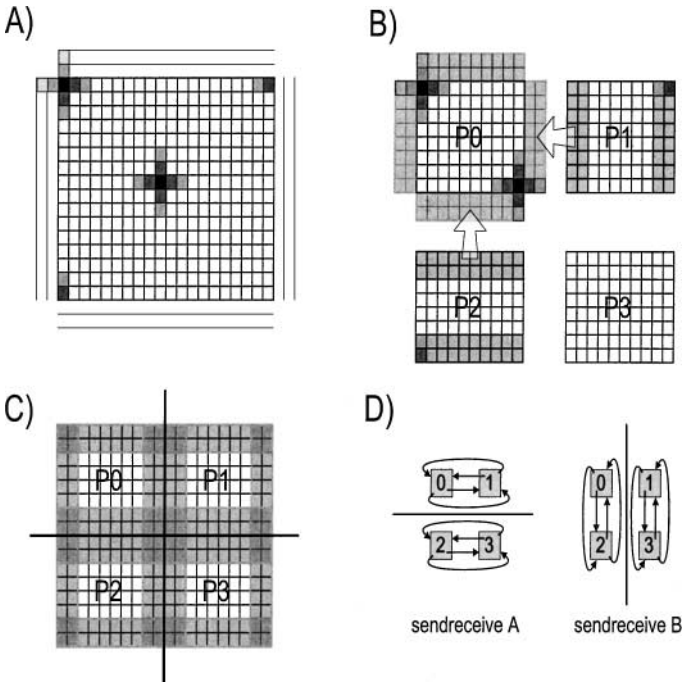 A)
B)
P0
P1
P2
P3
C)
P0
P1
P2
P3
D)
0 1
2 3
0 1
2 3
sendreceive A
sendreceive B